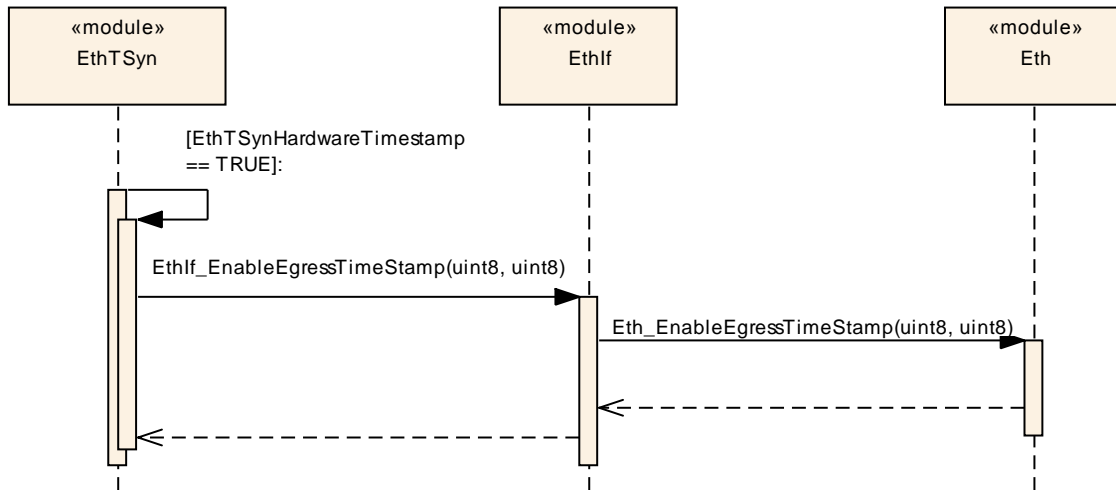 «module»
EthTSyn
«module»
EthIf
«module»
Eth
[EthTSynHardwareTimestamp
== TRUE]:
EthIf_EnableEgressTimeStamp(uint8, uint8)
Eth_EnableEgressTimeStamp(uint8, uint8)